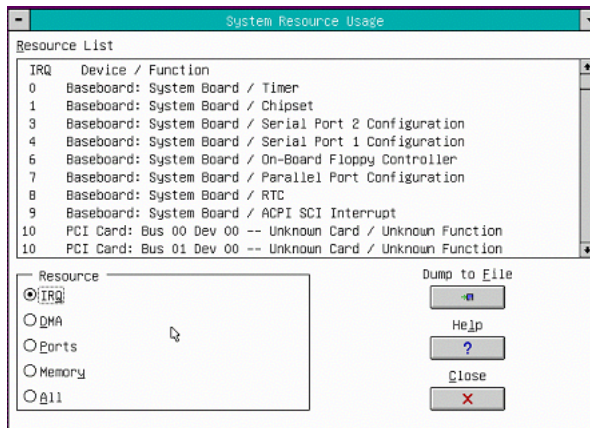 System Resource Usage
Resource List
IRQ Device / Function
0 Baseboard: System Board / Timer
1 Baseboard: System Board / Chipset
3 Baseboard: System Board / Serial Port 2 Configuration
4 Baseboard: System Board / Serial Port 1 Configuration
6 Baseboard: System Board / On-Board Floppy Controller
7 Baseboard: System Board / Parallel Port Configuration
8 Baseboard: System Board / RTC
9 Baseboard: System Board / ACPI SCI Interrupt
10 PCI Card: Bus 00 Dev 00 -- Unknown Card / Unknown Function
10 PCI Card: Bus 01 Dev 00 -- Unknown Card / Unknown Function
Resource
IRQ
DMA
Ports
Memory
All
Dump to File
Help
?
Close